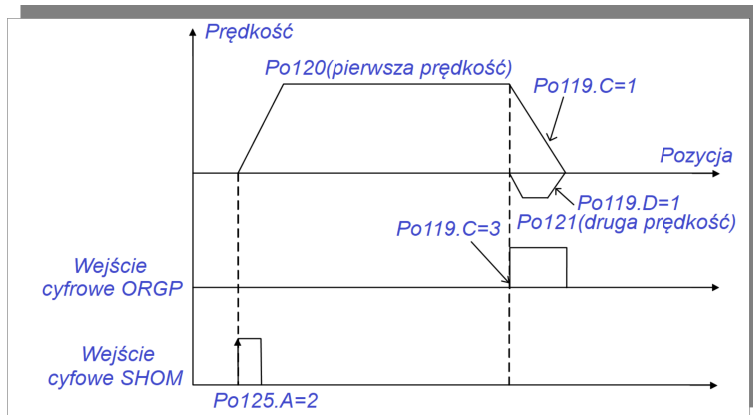 Prędkość
Po120(pierwsza prędkość)
Po119.C=1
Pozycja
Po119.D=1
Po121(druga prędkość)
Po119.C=3
Wejście
cyfrowe ORGP
Wejście
cyfowe SHOM
Po125.A=2